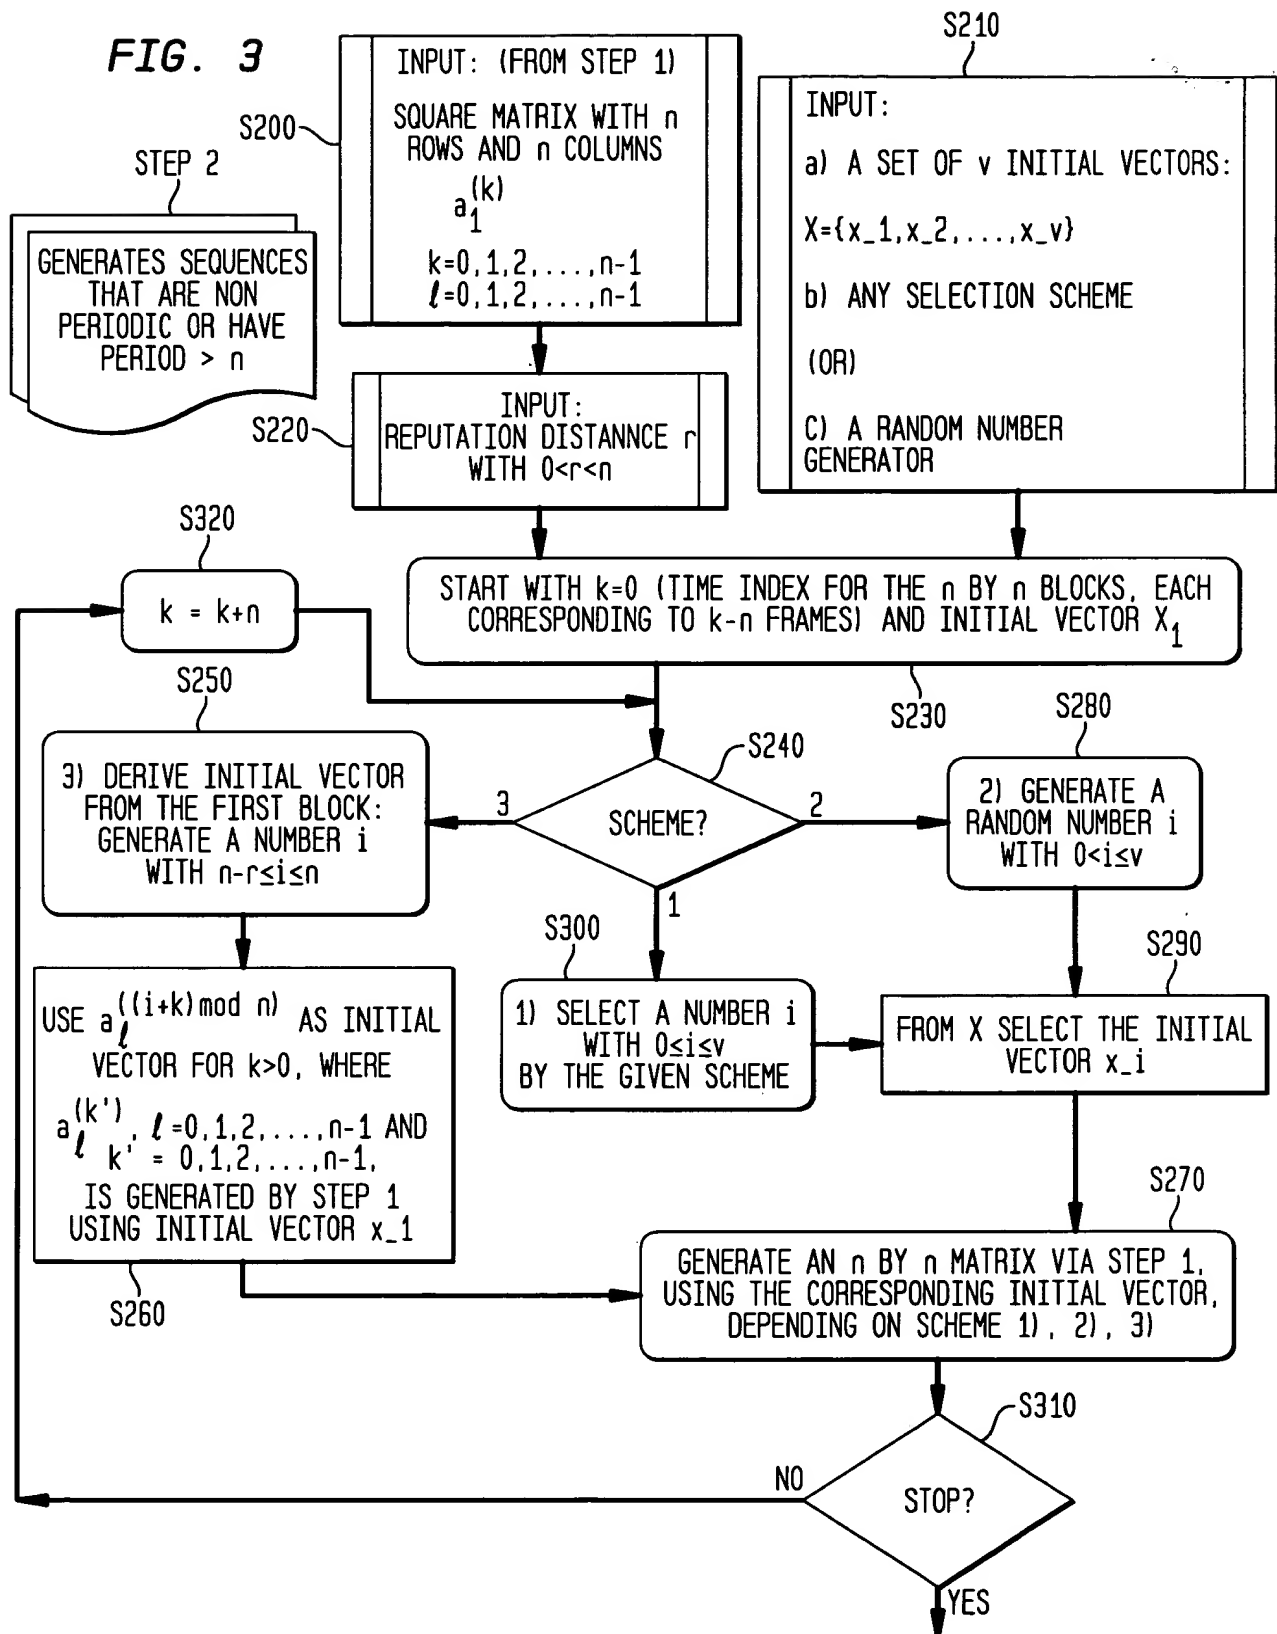 FIG. 3
STEP 2
GENERATES SEQUENCES
THAT ARE NON
PERIODIC OR HAVE
PERIOD > n
S200
INPUT: (FROM STEP 1)
SQUARE MATRIX WITH n
ROWS AND n COLUMNS
a_1^(k)
k=0,1,2,...,n-1
ℓ=0,1,2,...,n-1
S210
INPUT:
a) A SET OF v INITIAL VECTORS:
X={x_1,x_2,...,x_v}
b) ANY SELECTION SCHEME
(OR)
C) A RANDOM NUMBER
GENERATOR
S220
INPUT:
REPUTATION DISTANNCE r
WITH 0<r<n
S320
k = k+n
START WITH k=0 (TIME INDEX FOR THE n BY n BLOCKS, EACH
CORRESPONDING TO k-n FRAMES) AND INITIAL VECTOR X_1
S230
S240
SCHEME?
3
2
1
S250
3) DERIVE INITIAL VECTOR
FROM THE FIRST BLOCK:
GENERATE A NUMBER i
WITH n-r≤i≤n
S280
2) GENERATE A
RANDOM NUMBER i
WITH 0<i≤v
S300
1) SELECT A NUMBER i
WITH 0≤i≤v
BY THE GIVEN SCHEME
S290
FROM X SELECT THE INITIAL
VECTOR x_i
USE a_ℓ^((i+k)mod n) AS INITIAL
VECTOR FOR k>0, WHERE
a_ℓ^(k'), ℓ=0,1,2,...,n-1 AND
k' = 0,1,2,...,n-1,
IS GENERATED BY STEP 1
USING INITIAL VECTOR x_1
S260
S270
GENERATE AN n BY n MATRIX VIA STEP 1,
USING THE CORRESPONDING INITIAL VECTOR,
DEPENDING ON SCHEME 1), 2), 3)
S310
STOP?
NO
YES